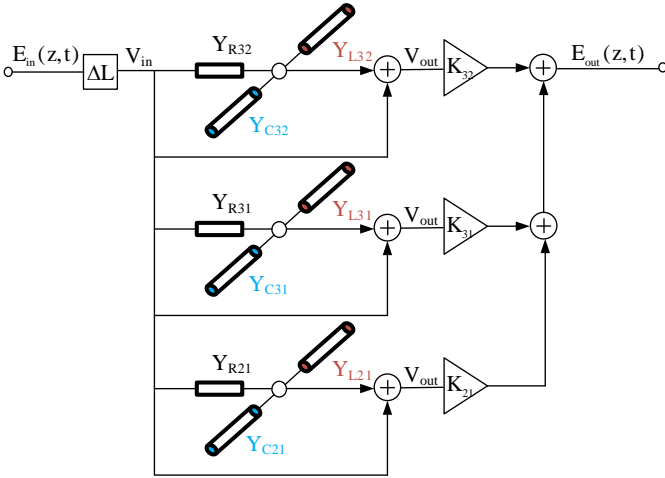 E_in(z,t)
ΔL
V_in
Y_R32
Y_L32
Y_C32
V_out
K_32
E_out(z,t)
Y_R31
Y_L31
Y_C31
V_out
K_31
Y_R21
Y_L21
Y_C21
V_out
K_21